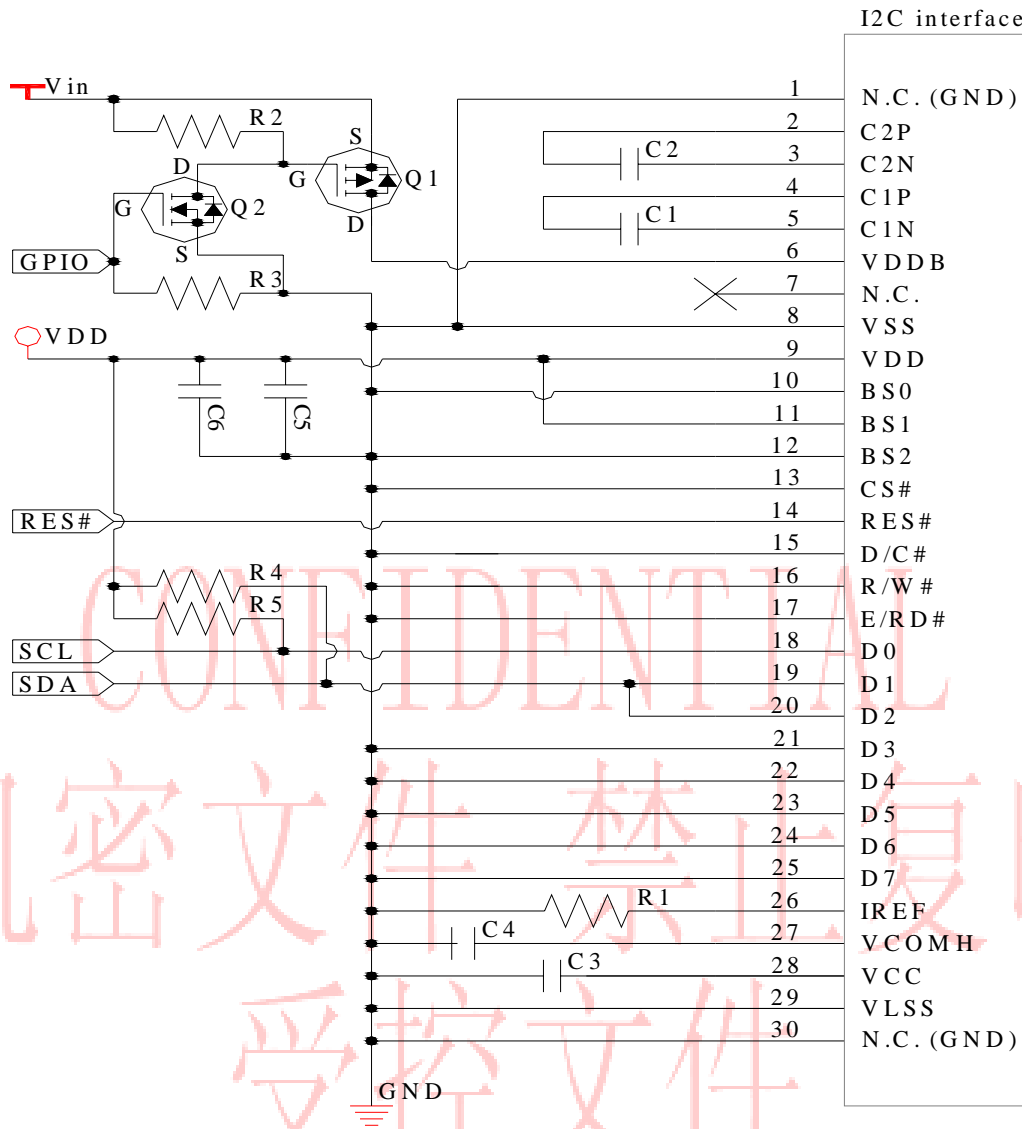 I2C interface
Vin
R2
D
S
G
Q1
G
Q2
D
S
GPIO
R3
VDD
C6
C5
RES#
R4
R5
SCL
SDA
C2
C1
1 N.C. (GND)
2 C2P
3 C2N
4 C1P
5 C1N
6 VDDB
7 N.C.
8 VSS
9 VDD
10 BS0
11 BS1
12 BS2
13 CS#
14 RES#
15 D/C#
16 R/W#
17 E/RD#
18 D0
19 D1
20 D2
21 D3
22 D4
23 D5
24 D6
25 D7
R1 26 IREF
C4 27 VCOMH
C3 28 VCC
29 VLSS
30 N.C. (GND)
GND
CONFIDENTIAL
密文件 禁止复
受控文件